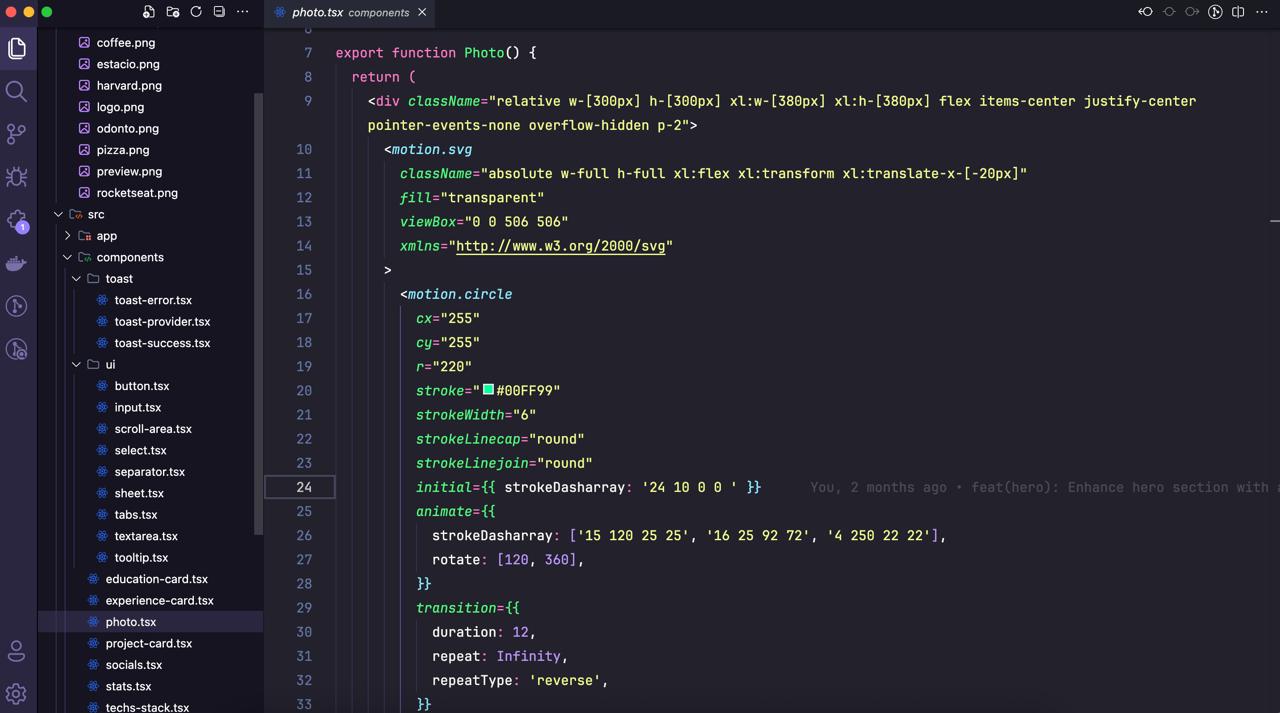 photo.tsx components
coffee.png
estacio.png
harvard.png
logo.png
odonto.png
pizza.png
preview.png
rocketseat.png
src
app
components
toast
toast-error.tsx
toast-provider.tsx
toast-success.tsx
ui
button.tsx
input.tsx
scroll-area.tsx
select.tsx
separator.tsx
sheet.tsx
tabs.tsx
textarea.tsx
tooltip.tsx
education-card.tsx
experience-card.tsx
photo.tsx
project-card.tsx
socials.tsx
stats.tsx
techs-stack.tsx
1
6
7 export function Photo() {
8 return (
9 <div className="relative w-[300px] h-[300px] xl:w-[380px] xl:h-[380px] flex items-center justify-center
pointer-events-none overflow-hidden p-2">
10 <motion.svg
11 className="absolute w-full h-full xl:flex xl:transform xl:translate-x-[-20px]"
12 fill="transparent"
13 viewBox="0 0 506 506"
14 xmlns="http://www.w3.org/2000/svg"
15 >
16 <motion.circle
17 cx="255"
18 cy="255"
19 r="220"
20 stroke="#00FF99"
21 strokeWidth="6"
22 strokeLinecap="round"
23 strokeLinejoin="round"
24 initial={{ strokeDasharray: '24 10 0 0 ' }} You, 2 months ago • feat(hero): Enhance hero section with
25 animate={{
26 strokeDasharray: ['15 120 25 25', '16 25 92 72', '4 250 22 22'],
27 rotate: [120, 360],
28 }}
29 transition={{
30 duration: 12,
31 repeat: Infinity,
32 repeatType: 'reverse',
33 }}